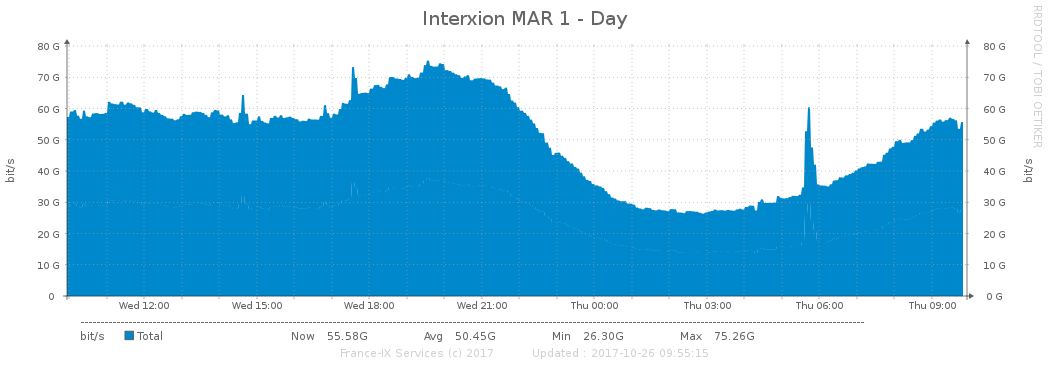 Interxion MAR 1 - Day
RRDTOOL / TOBI OETIKER
80 G 80 G
70 G 70 G
60 G 60 G
50 G 50 G
40 G 40 G
30 G 30 G
20 G 20 G
10 G 10 G
0 0 G
bit/s bit/s
Wed 12:00 Wed 15:00 Wed 18:00 Wed 21:00 Thu 00:00 Thu 03:00 Thu 06:00 Thu 09:00
bit/s Total Now 55.58G Avg 50.45G Min 26.30G Max 75.26G
France-IX Services (c) 2017 Updated : 2017-10-26 09:55:15